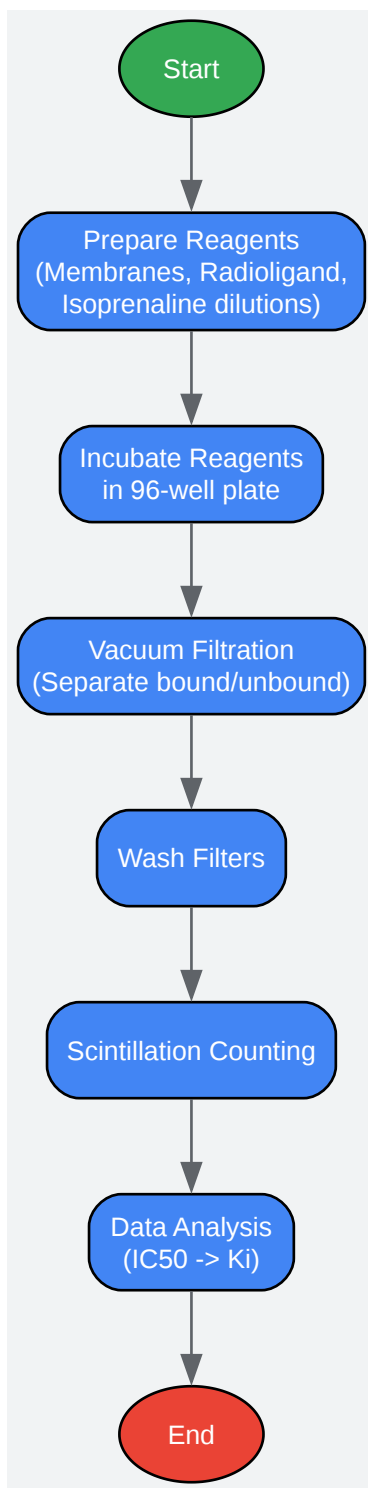 Start
Prepare Reagents
(Membranes, Radioligand,
Isoprenaline dilutions)
Incubate Reagents
in 96-well plate
Vacuum Filtration
(Separate bound/unbound)
Wash Filters
Scintillation Counting
Data Analysis
(IC50 -> Ki)
End